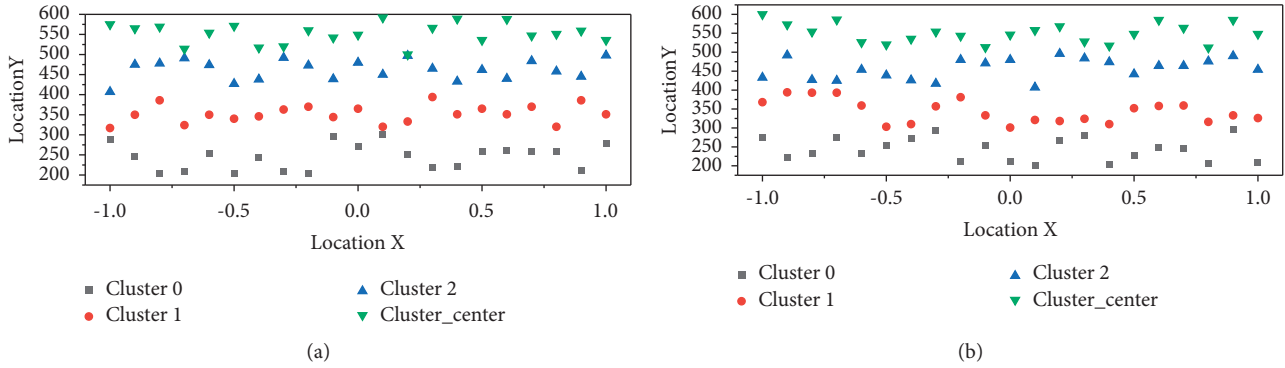 600
550
500
450
400
350
300
250
200
LocationY
-1.0 -0.5 0.0 0.5 1.0
Location X
Cluster 0 Cluster 2
Cluster 1 Cluster_center
(a)
600
550
500
450
400
350
300
250
200
LocationY
-1.0 -0.5 0.0 0.5 1.0
Location X
Cluster 0 Cluster 2
Cluster 1 Cluster_center
(b)